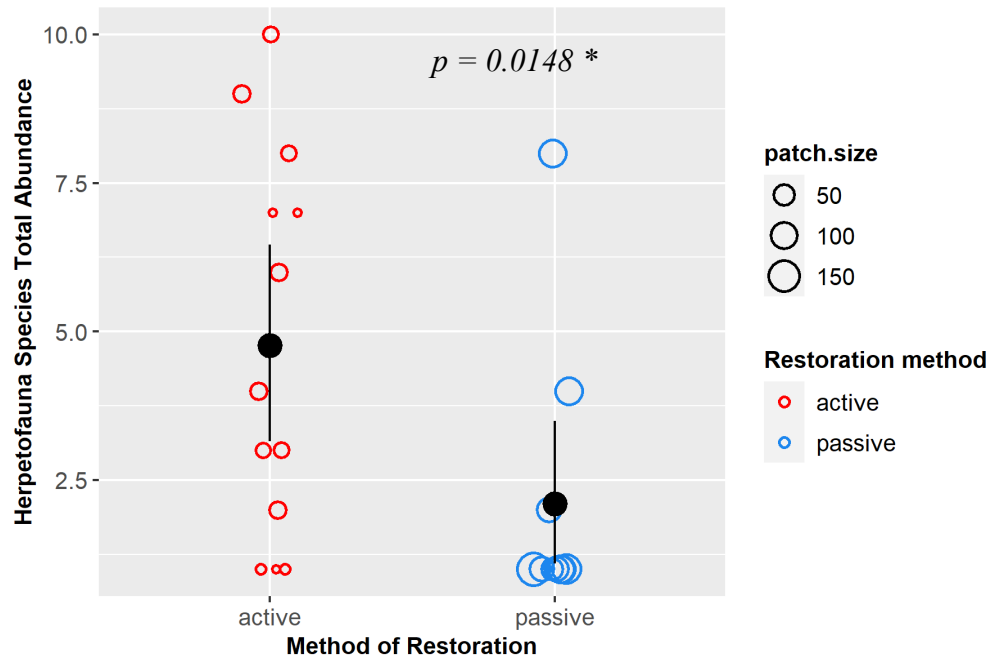 Herpetofauna Species Total Abundance
10.0
7.5
5.0
2.5
p = 0.0148 *
active
passive
Method of Restoration
patch.size
50
100
150
Restoration method
active
passive